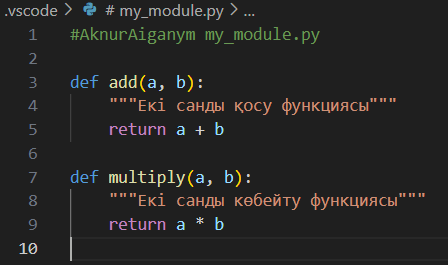 .vscode > my_module.py > ...
1 #AknurAiganym my_module.py
2
3 def add(a, b):
4     """Екі санды қосу функциясы"""
5     return a + b
6
7 def multiply(a, b):
8     """Екі санды көбейту функциясы"""
9     return a * b
10